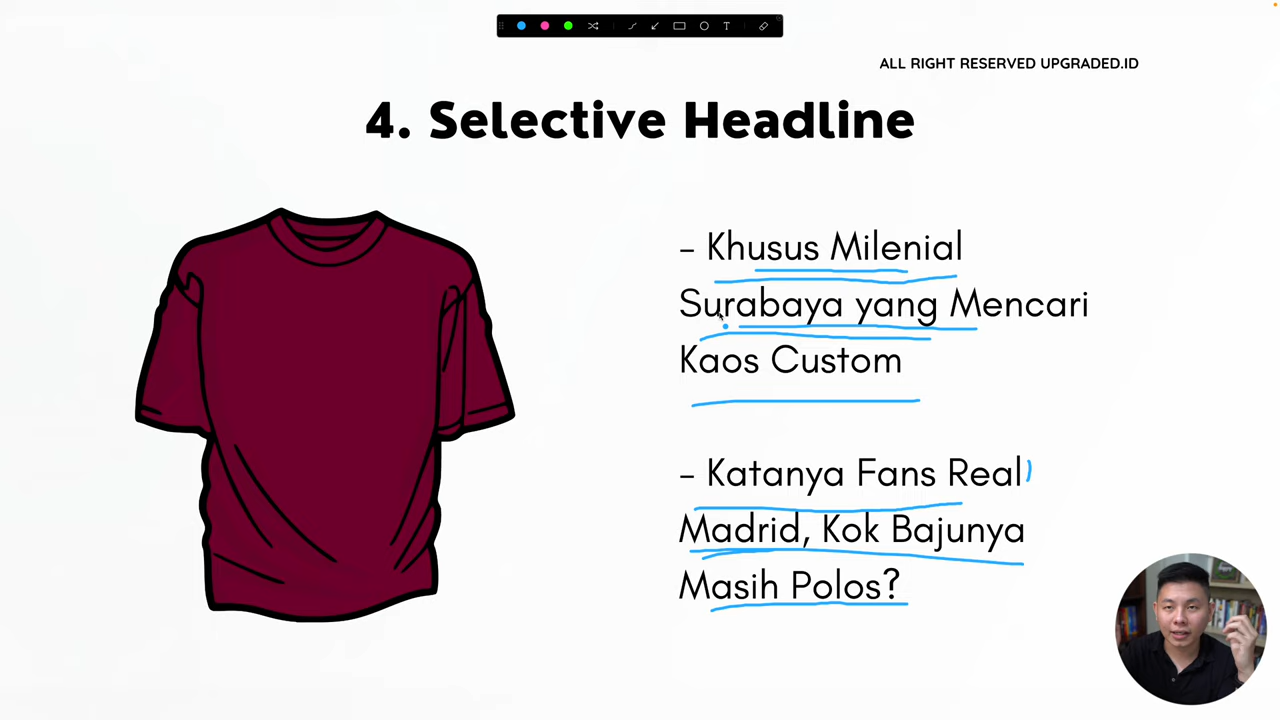 ALL RIGHT RESERVED UPGRADED.ID
4. Selective Headline
- Khusus Milenial
Surabaya yang Mencari
Kaos Custom
- Katanya Fans Real
Madrid, Kok Bajunya
Masih Polos?